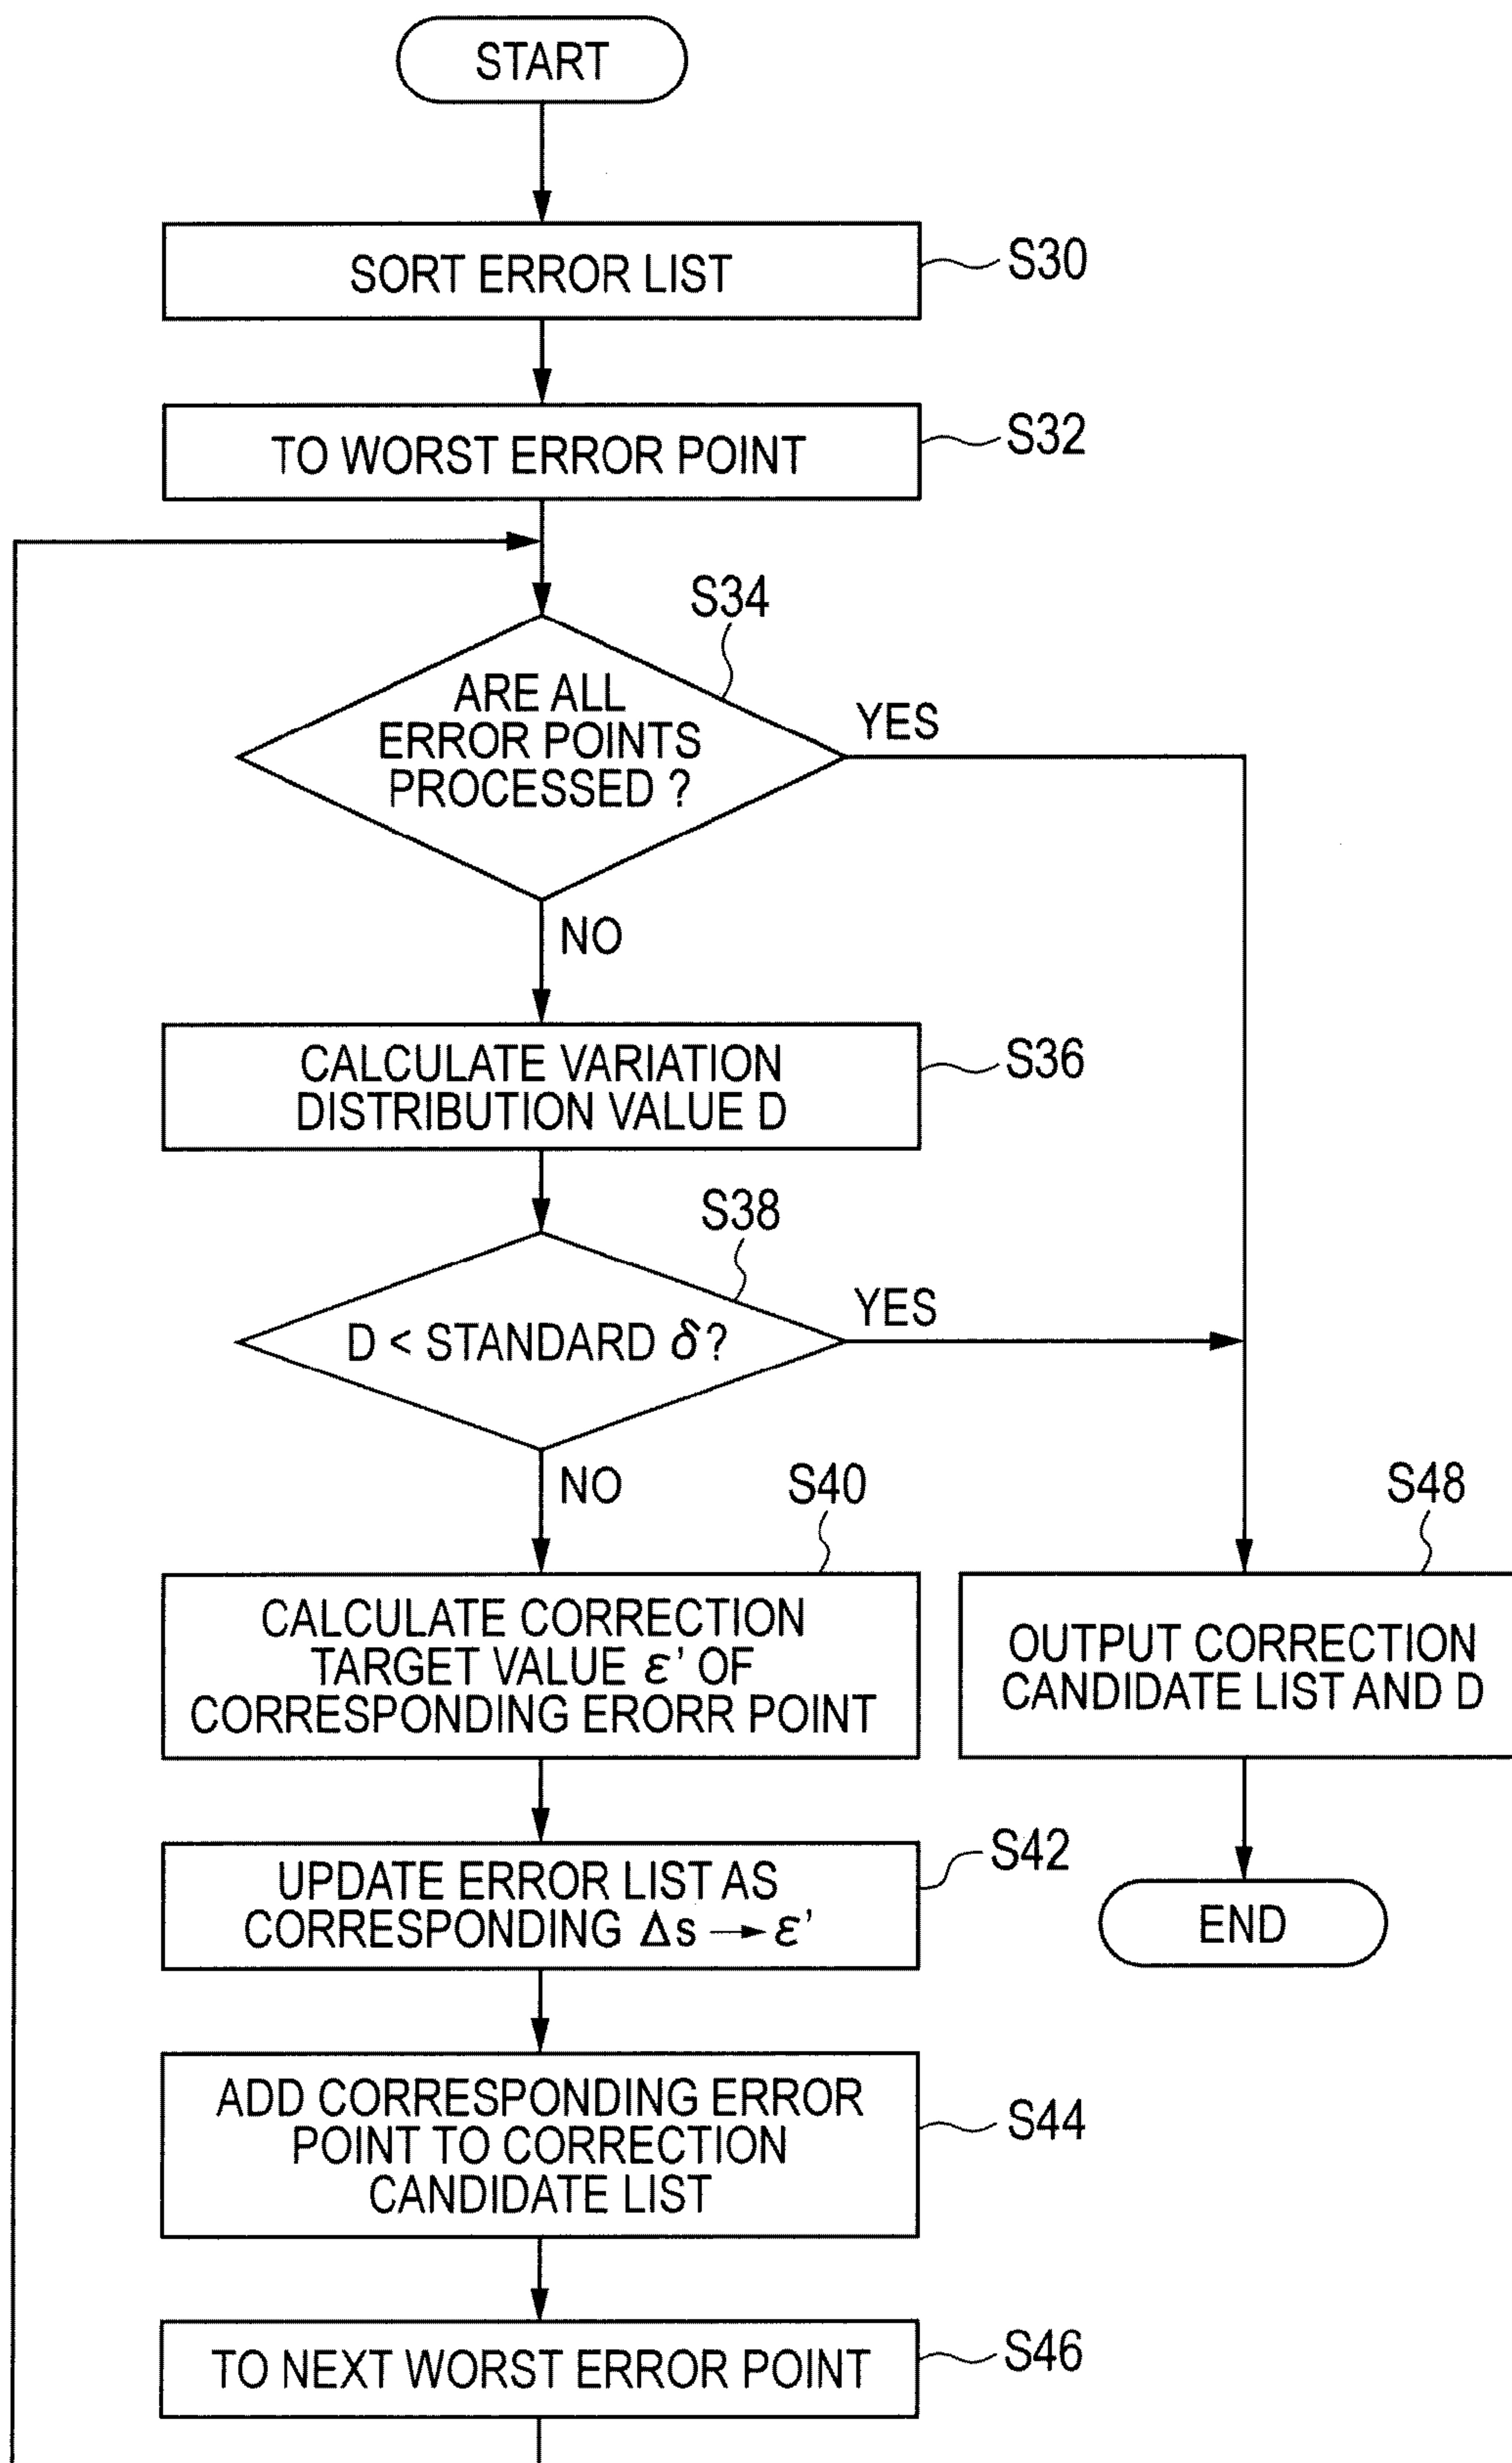 START
SORT ERROR LIST
S30
TO WORST ERROR POINT
S32
S34
ARE ALL
ERROR POINTS
PROCESSED ?
YES
NO
CALCULATE VARIATION
DISTRIBUTION VALUE D
S36
S38
D < STANDARD δ?
YES
NO
S40
CALCULATE CORRECTION
TARGET VALUE ε' OF
CORRESPONDING ERORR POINT
S48
OUTPUT CORRECTION
CANDIDATE LIST AND D
UPDATE ERROR LIST AS
CORRESPONDING Δs → ε'
S42
END
ADD CORRESPONDING ERROR
POINT TO CORRECTION
CANDIDATE LIST
S44
TO NEXT WORST ERROR POINT
S46